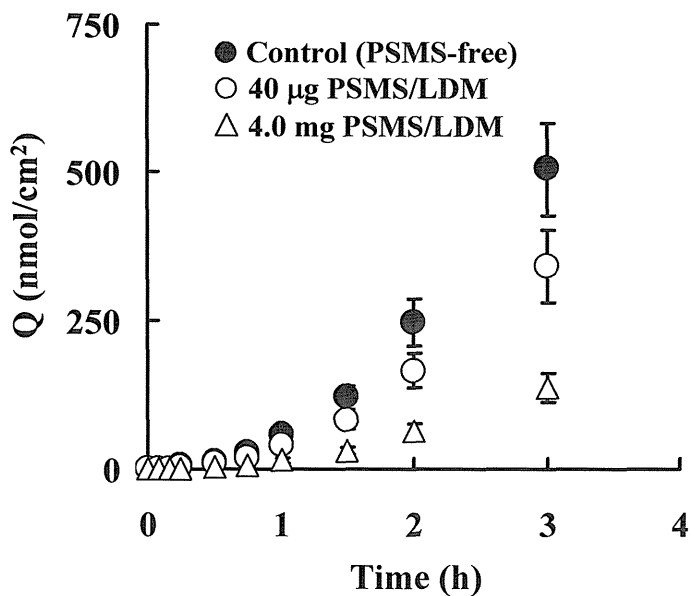 750
500
250
0
Q (nmol/cm²)
Control (PSMS-free)
40 μg PSMS/LDM
4.0 mg PSMS/LDM
0 1 2 3 4
Time (h)